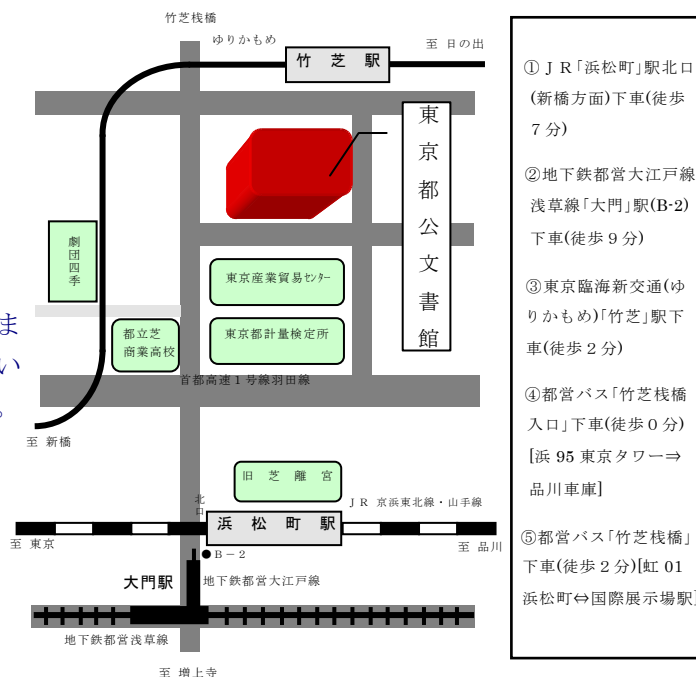 竹芝桟橋
ゆりかもめ
至 日の出
竹芝駅
東京都公文書館
劇団四季
東京産業貿易センター
東京都計量検定所
都立芝
商業高校
首都高速1号線羽田線
ま
い
。
至 新橋
旧芝離宮
北口
JR 京浜東北線・山手線
浜松町駅
至 東京
至 品川
●B－2
大門駅
地下鉄都営大江戸線
地下鉄都営浅草線
至 増上寺
①JR「浜松町」駅北口
(新橋方面)下車(徒歩
7分)
②地下鉄都営大江戸線
浅草線「大門」駅(B-2)
下車(徒歩9分)
③東京臨海新交通(ゆ
りかもめ)「竹芝」駅下
車(徒歩2分)
④都営バス「竹芝桟橋
入口」下車(徒歩0分)
[浜 95 東京タワー⇒
品川車庫]
⑤都営バス「竹芝桟橋」
下車(徒歩2分)[虹 01
浜松町⇔国際展示場駅]